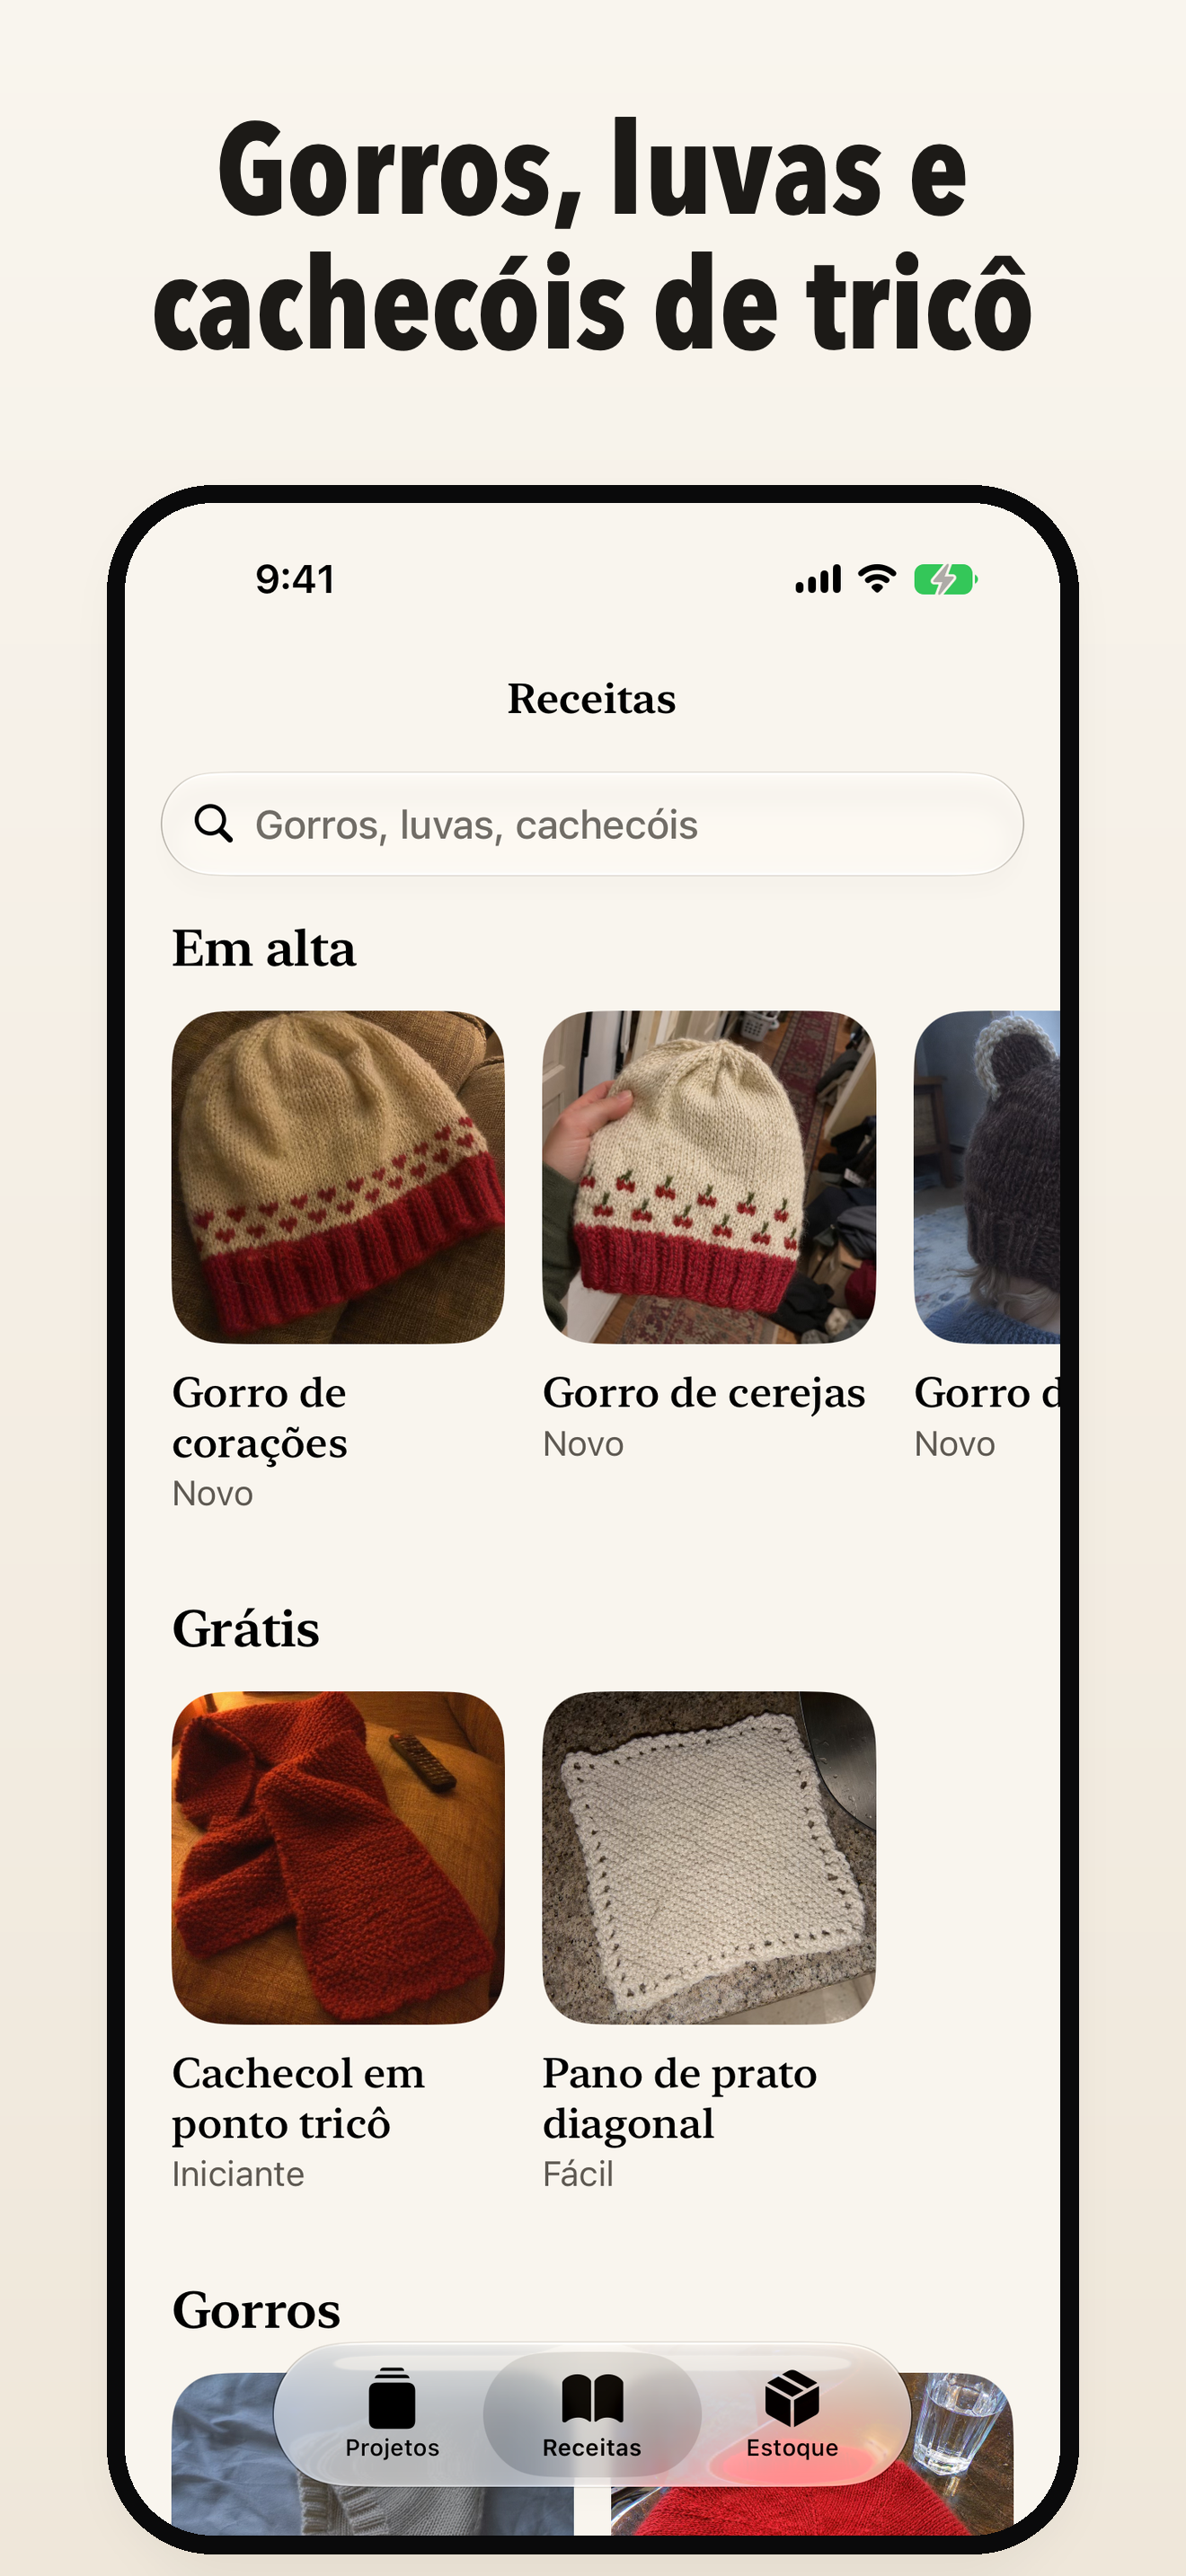 Gorros, luvas e
cachecóis de tricô
9:41
Receitas
Gorros, luvas, cachecóis
Em alta
Gorro de
corações
Novo
Gorro de cerejas
Novo
Gorro d
Novo
Grátis
Cachecol em
ponto tricô
Iniciante
Pano de prato
diagonal
Fácil
Gorros
Projetos
Receitas
Estoque